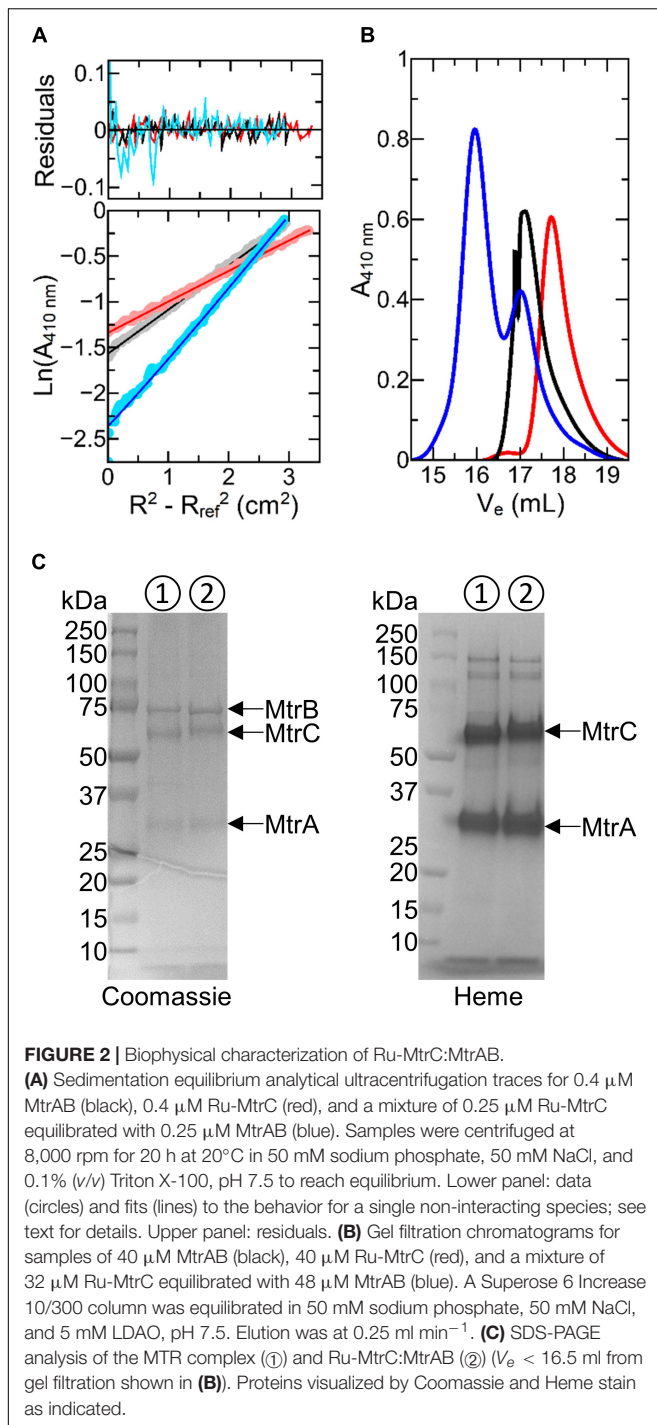 A
0.1
0
−0.1
Residuals
0
−0.5
−1.0
−1.5
−2.0
−2.5
Ln(A410 nm)
0 1 2 3
R² - Rref² (cm²)
B
1
0.8
0.6
0.4
0.2
0
A410 nm
15 16 17 18 19
Ve (mL)
C
kDa ① ②
250
150
100
75
50
37
25
20
15
10
MtrB
MtrC
MtrA
Coomassie
kDa ① ②
250
150
100
75
50
37
25
20
15
10
MtrC
MtrA
Heme
FIGURE 2 | Biophysical characterization of Ru-MtrC:MtrAB.
(A) Sedimentation equilibrium analytical ultracentrifugation traces for 0.4 μM
MtrAB (black), 0.4 μM Ru-MtrC (red), and a mixture of 0.25 μM Ru-MtrC
equilibrated with 0.25 μM MtrAB (blue). Samples were centrifuged at
8,000 rpm for 20 h at 20°C in 50 mM sodium phosphate, 50 mM NaCl, and
0.1% (v/v) Triton X-100, pH 7.5 to reach equilibrium. Lower panel: data
(circles) and fits (lines) to the behavior for a single non-interacting species; see
text for details. Upper panel: residuals. (B) Gel filtration chromatograms for
samples of 40 μM MtrAB (black), 40 μM Ru-MtrC (red), and a mixture of
32 μM Ru-MtrC equilibrated with 48 μM MtrAB (blue). A Superose 6 Increase
10/300 column was equilibrated in 50 mM sodium phosphate, 50 mM NaCl,
and 5 mM LDAO, pH 7.5. Elution was at 0.25 ml min⁻¹. (C) SDS-PAGE
analysis of the MTR complex (①) and Ru-MtrC:MtrAB (②) (Ve < 16.5 ml from
gel filtration shown in (B)). Proteins visualized by Coomassie and Heme stain
as indicated.